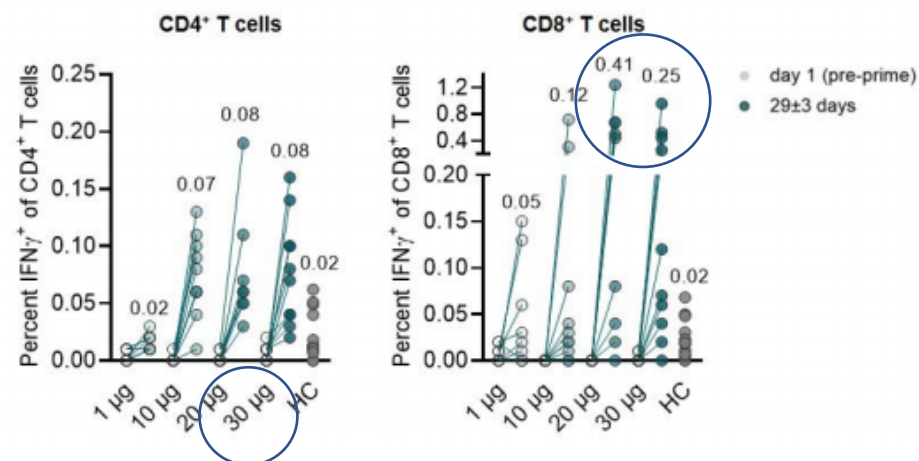 CD4⁺ T cells
Percent IFNγ⁺ of CD4⁺ T cells
0.25
0.20
0.15
0.10
0.05
0.00
0.02
0.07
0.08
0.08
0.02
1 µg
10 µg
20 µg
30 µg
HC
CD8⁺ T cells
Percent IFNγ⁺ of CD8⁺ T cells
1.2
0.8
0.4
0.20
0.15
0.10
0.05
0.00
0.05
0.12
0.41
0.25
0.02
1 µg
10 µg
20 µg
30 µg
HC
day 1 (pre-prime)
29±3 days